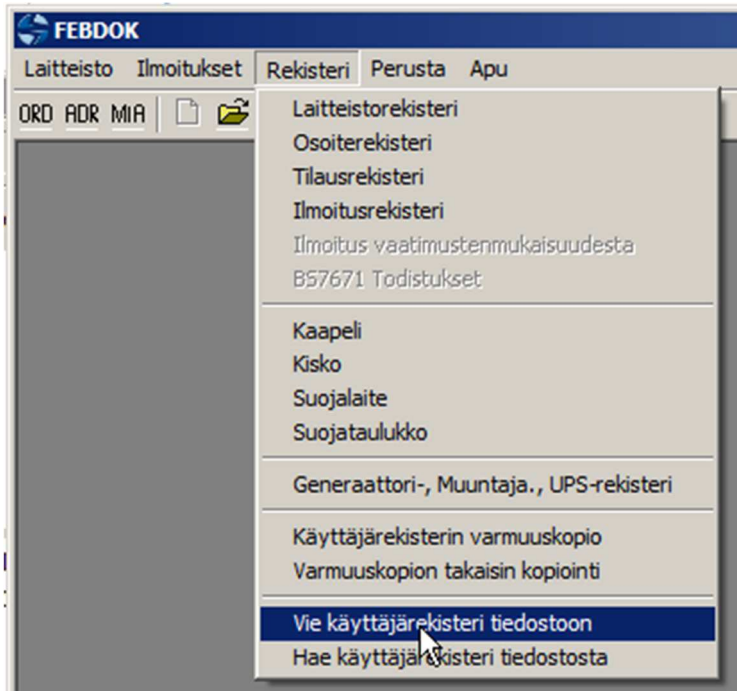 FEBDOK
Laitteisto Ilmoitukset Rekisteri Perusta Apu
ORD ADR MIA
Laitteistorekisteri
Osoiterekisteri
Tilausrekisteri
Ilmoitusrekisteri
Ilmoitus vaatimustenmukaisuudesta
BS7671 Todistukset
Kaapeli
Kisko
Suojalaite
Suojataulukko
Generaattori-, Muuntaja., UPS-rekisteri
Käyttäjärekisterin varmuuskopio
Varmuuskopion takaisin kopiointi
Vie käyttäjärekisteri tiedostoon
Hae käyttäjärekisteri tiedostosta